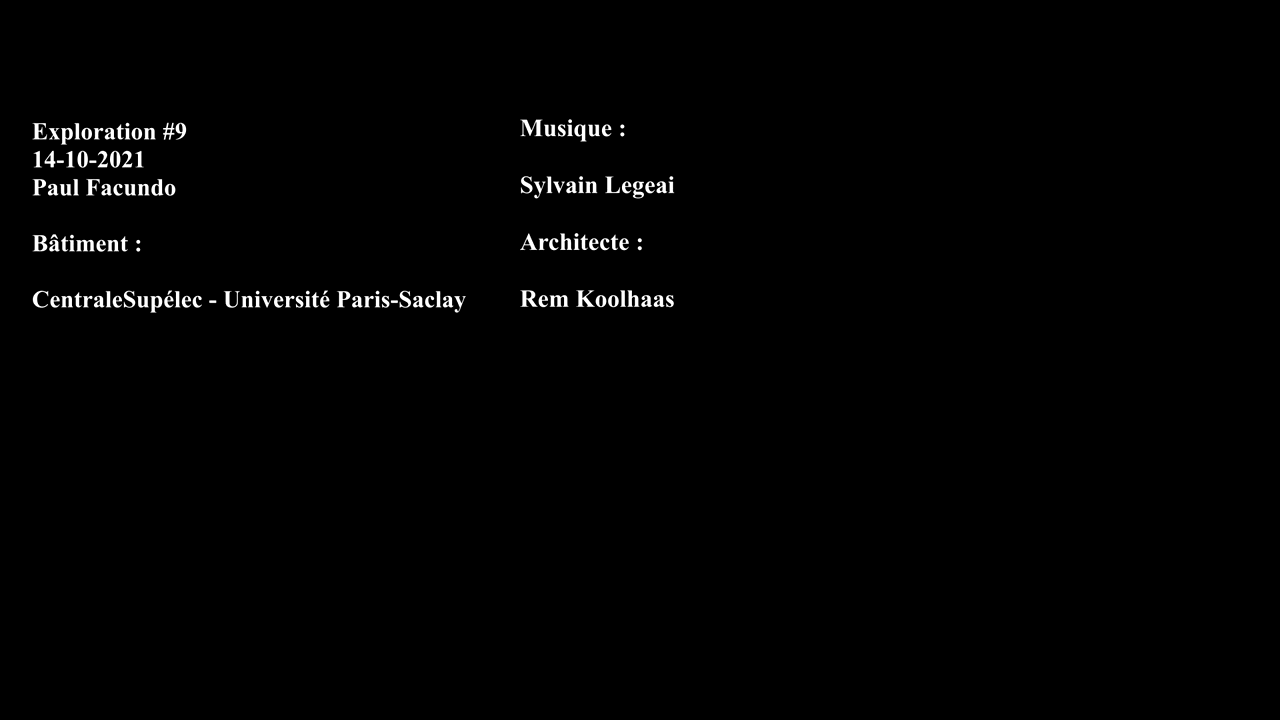 Exploration #9
14-10-2021
Paul Facundo
Bâtiment :
CentraleSupélec - Université Paris-Saclay
Musique :
Sylvain Legeai
Architecte :
Rem Koolhaas